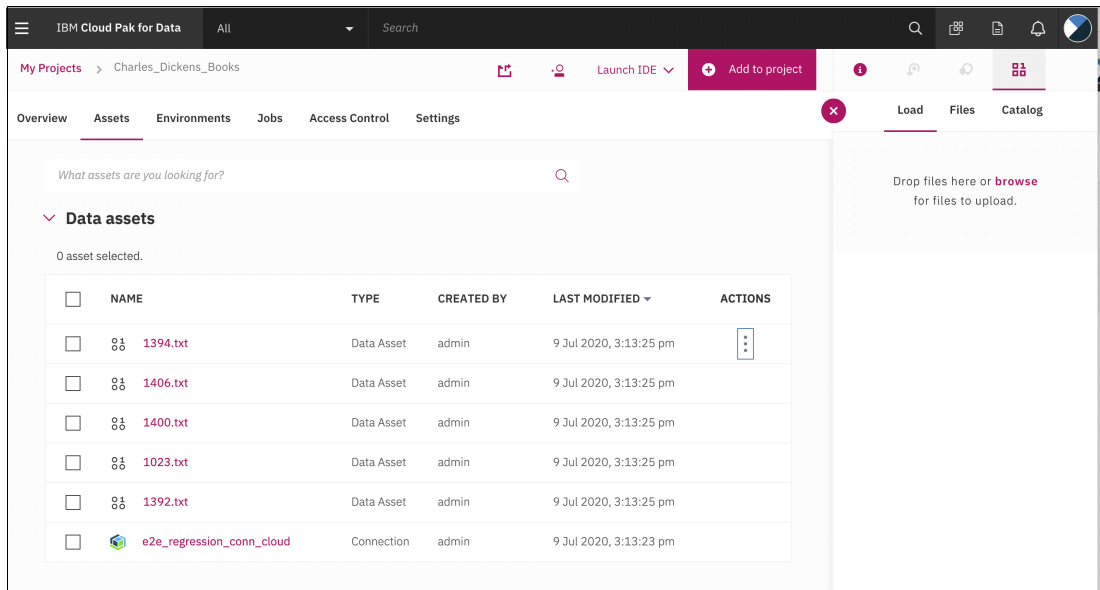 IBM Cloud Pak for Data All Search
My Projects > Charles_Dickens_Books Launch IDE Add to project
Overview Assets Environments Jobs Access Control Settings Load Files Catalog
What assets are you looking for?
Drop files here or browse
for files to upload.
Data assets
0 asset selected.
NAME TYPE CREATED BY LAST MODIFIED ACTIONS
1394.txt Data Asset admin 9 Jul 2020, 3:13:25 pm
1406.txt Data Asset admin 9 Jul 2020, 3:13:25 pm
1400.txt Data Asset admin 9 Jul 2020, 3:13:25 pm
1023.txt Data Asset admin 9 Jul 2020, 3:13:25 pm
1392.txt Data Asset admin 9 Jul 2020, 3:13:25 pm
e2e_regression_conn_cloud Connection admin 9 Jul 2020, 3:13:23 pm